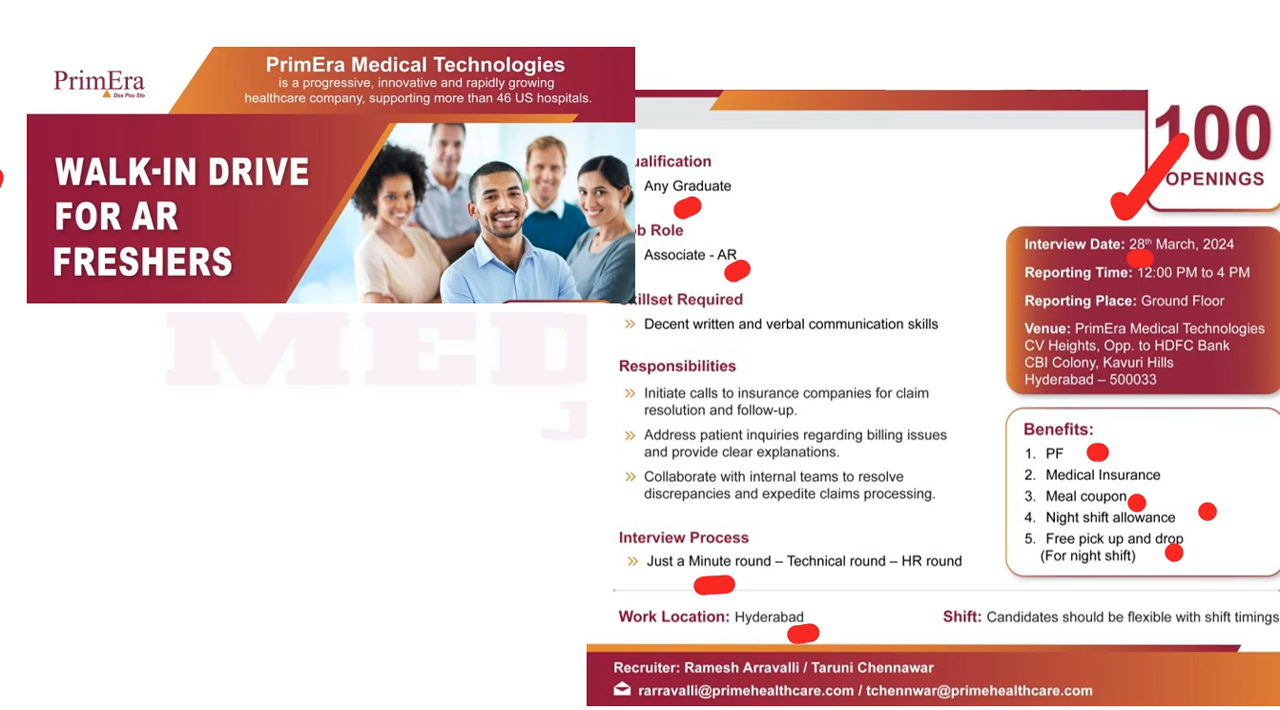 PrimEra
Dos Pou Sto
PrimEra Medical Technologies
is a progressive, innovative and rapidly growing
healthcare company, supporting more than 46 US hospitals.
WALK-IN DRIVE
FOR AR
FRESHERS
MED
J
ualification
Any Graduate
b Role
Associate - AR
killset Required
» Decent written and verbal communication skills
Responsibilities
» Initiate calls to insurance companies for claim
resolution and follow-up.
» Address patient inquiries regarding billing issues
and provide clear explanations.
» Collaborate with internal teams to resolve
discrepancies and expedite claims processing.
Interview Process
» Just a Minute round – Technical round – HR round
Work Location: Hyderabad
100
OPENINGS
Interview Date: 28th March, 2024
Reporting Time: 12:00 PM to 4 PM
Reporting Place: Ground Floor
Venue: PrimEra Medical Technologies
CV Heights, Opp. to HDFC Bank
CBI Colony, Kavuri Hills
Hyderabad – 500033
Benefits:
1. PF
2. Medical Insurance
3. Meal coupon
4. Night shift allowance
5. Free pick up and drop
(For night shift)
Shift: Candidates should be flexible with shift timings
Recruiter: Ramesh Arravalli / Taruni Chennawar
rarravalli@primehealthcare.com / tchennwar@primehealthcare.com